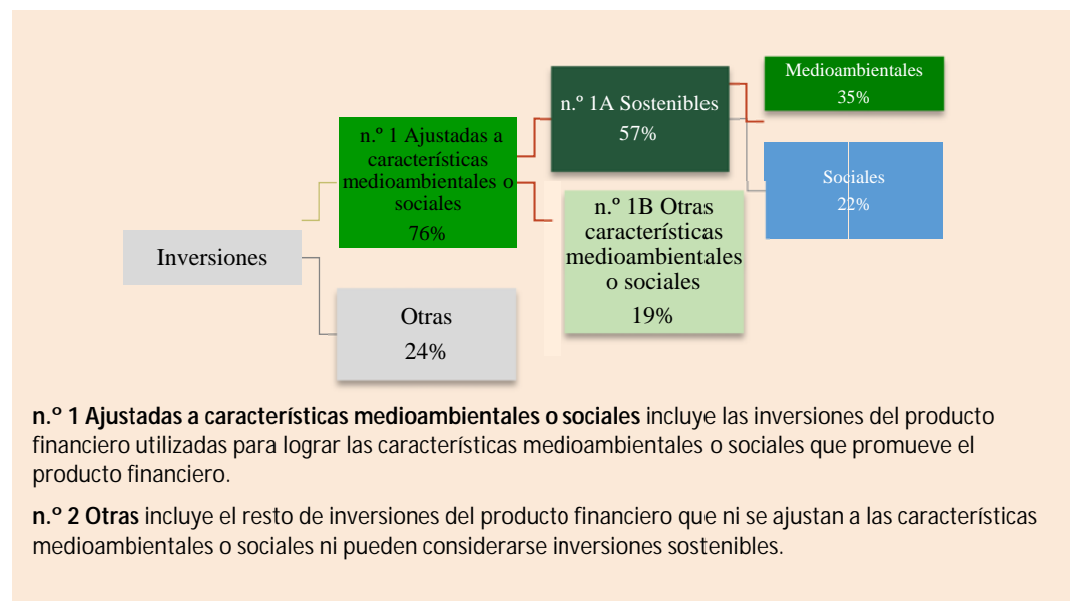 Inversiones
n.º 1 Ajustadas a
características
medioambientales o
sociales
76%
Otras
24%
n.º 1A Sostenibles
57%
n.º 1B Otras
características
medioambientales
o sociales
19%
Medioambientales
35%
Sociales
22%
n.º 1 Ajustadas a características medioambientales o sociales incluye las inversiones del producto
financiero utilizadas para lograr las características medioambientales o sociales que promueve el
producto financiero.
n.º 2 Otras incluye el resto de inversiones del producto financiero que ni se ajustan a las características
medioambientales o sociales ni pueden considerarse inversiones sostenibles.